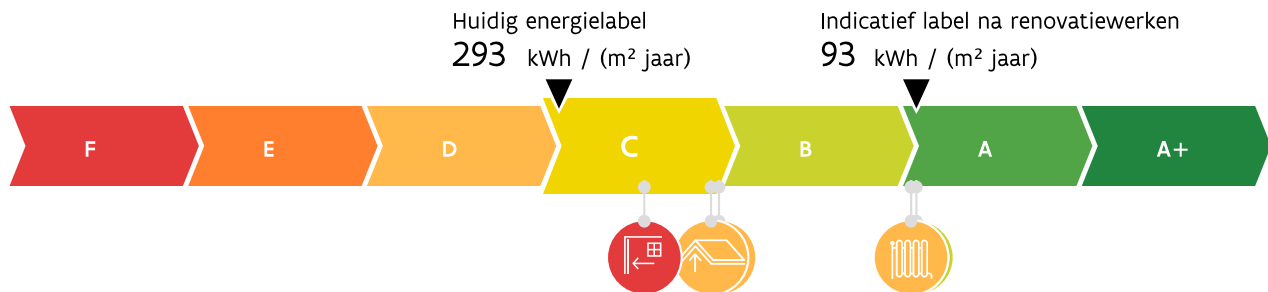 Huidig energielabel
293 kWh / (m² jaar)
Indicatief label na renovatiewerken
93 kWh / (m² jaar)
F E D C B A A+